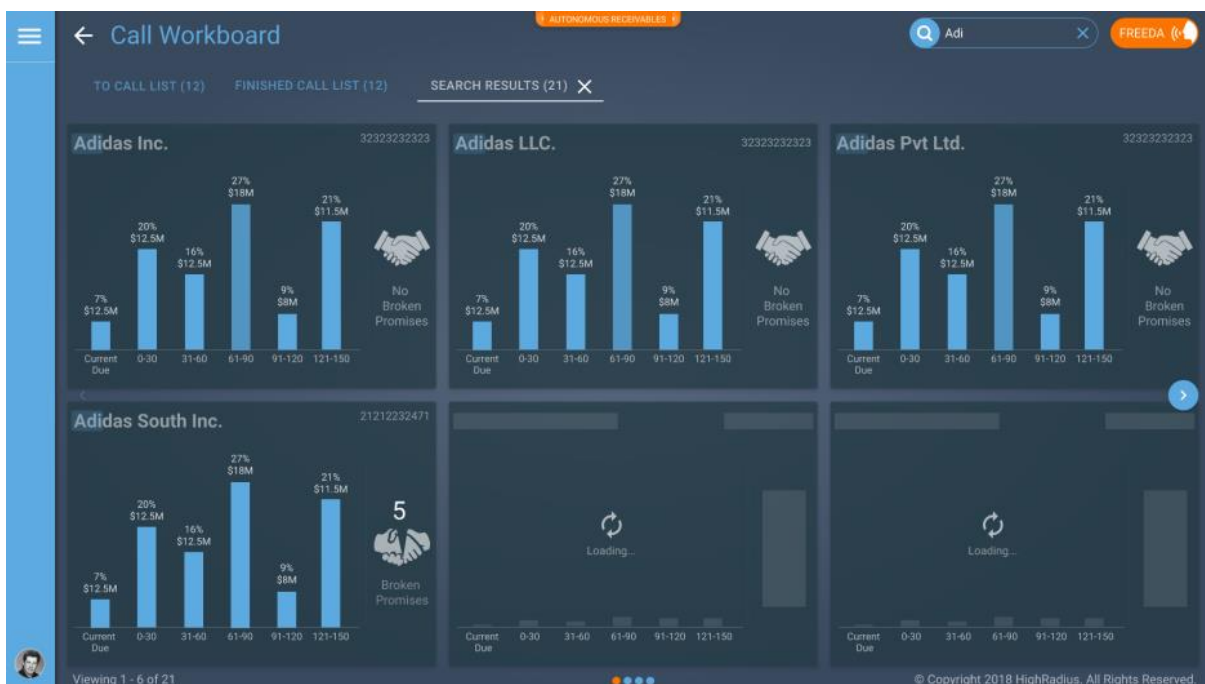 AUTONOMOUS RECEIVABLES
Call Workboard
Adi
FREEDA
TO CALL LIST (12)
FINISHED CALL LIST (12)
SEARCH RESULTS (21)
Adidas Inc.
32323232323
7%
$12.5M
20%
$12.5M
16%
$12.5M
27%
$18M
9%
$8M
21%
$11.5M
No
Broken
Promises
Current
Due
0-30 31-60 61-90 91-120 121-150
Adidas LLC.
32323232323
7%
$12.5M
20%
$12.5M
16%
$12.5M
27%
$18M
9%
$8M
21%
$11.5M
No
Broken
Promises
Current
Due
0-30 31-60 61-90 91-120 121-150
Adidas Pvt Ltd.
32323232323
7%
$12.5M
20%
$12.5M
16%
$12.5M
27%
$18M
9%
$8M
21%
$11.5M
No
Broken
Promises
Current
Due
0-30 31-60 61-90 91-120 121-150
Adidas South Inc.
21212232471
7%
$12.5M
20%
$12.5M
16%
$12.5M
27%
$18M
9%
$8M
21%
$11.5M
5
Broken
Promises
Current
Due
0-30 31-60 61-90 91-120 121-150
Loading...
Current
Due
0-30 31-60 61-90 91-120 121-150
Loading...
Current
Due
0-30 31-60 61-90 91-120 121-150
Viewing 1 - 6 of 21
© Copyright 2018 HighRadius. All Rights Reserved.